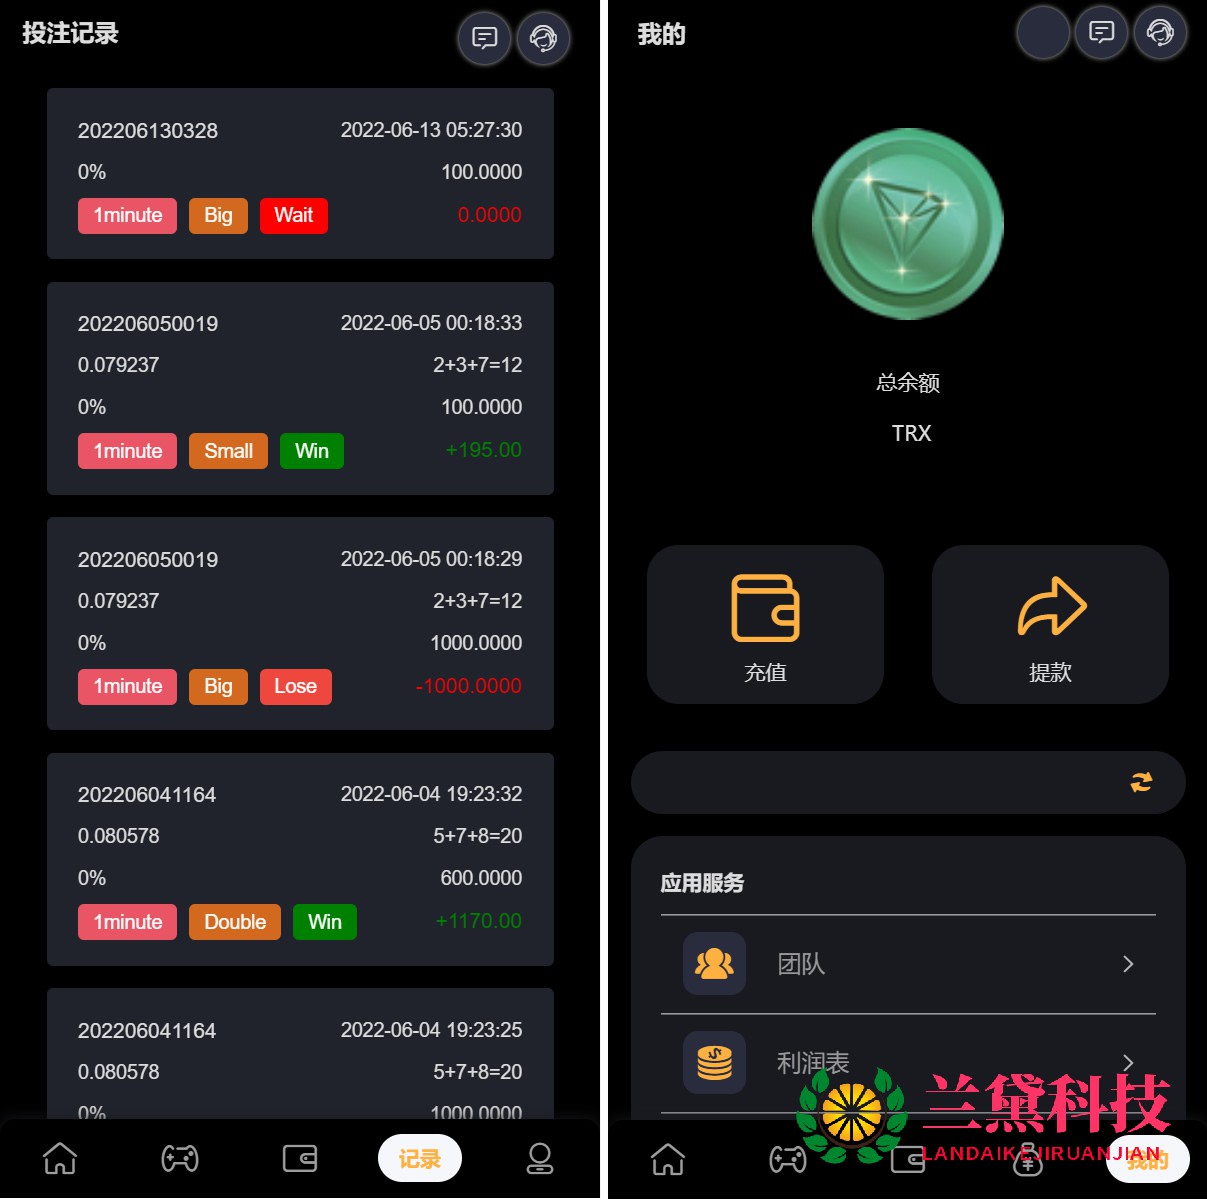 投注记录
202206130328 2022-06-13 05:27:30
0% 100.0000
1minute Big Wait 0.0000
202206050019 2022-06-05 00:18:33
0.079237 2+3+7=12
0% 100.0000
1minute Small Win +195.00
202206050019 2022-06-05 00:18:29
0.079237 2+3+7=12
0% 1000.0000
1minute Big Lose -1000.0000
202206041164 2022-06-04 19:23:32
0.080578 5+7+8=20
0% 600.0000
1minute Double Win +1170.00
202206041164 2022-06-04 19:23:25
0.080578 5+7+8=20
0% 1000.0000
记录
我的
总余额
TRX
充值 提款
应用服务
团队
利润表
兰黛科技
LANDAIKEJIRUANJIAN
我的